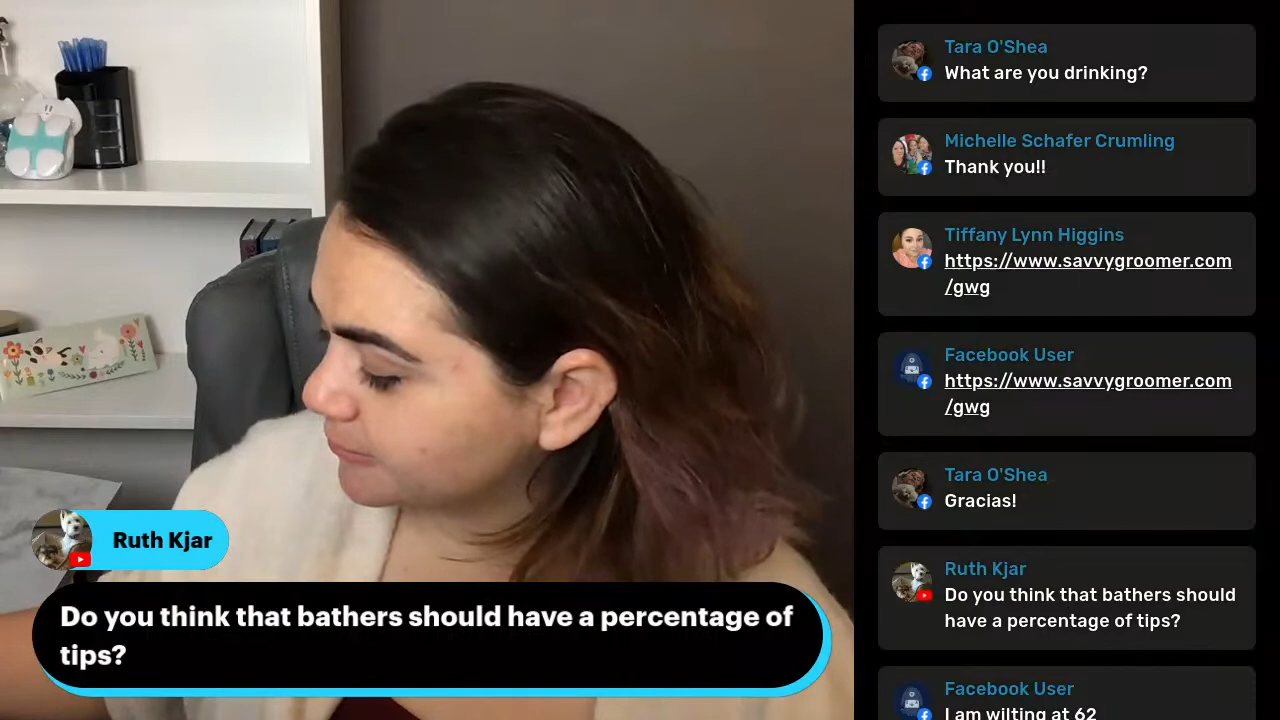 Ruth Kjar
Do you think that bathers should have a percentage of
tips?
Tara O'Shea
What are you drinking?
Michelle Schafer Crumling
Thank you!!
Tiffany Lynn Higgins
https://www.savvygroomer.com
/gwg
Facebook User
https://www.savvygroomer.com
/gwg
Tara O'Shea
Gracias!
Ruth Kjar
Do you think that bathers should
have a percentage of tips?
Facebook User
I am wilting at 62